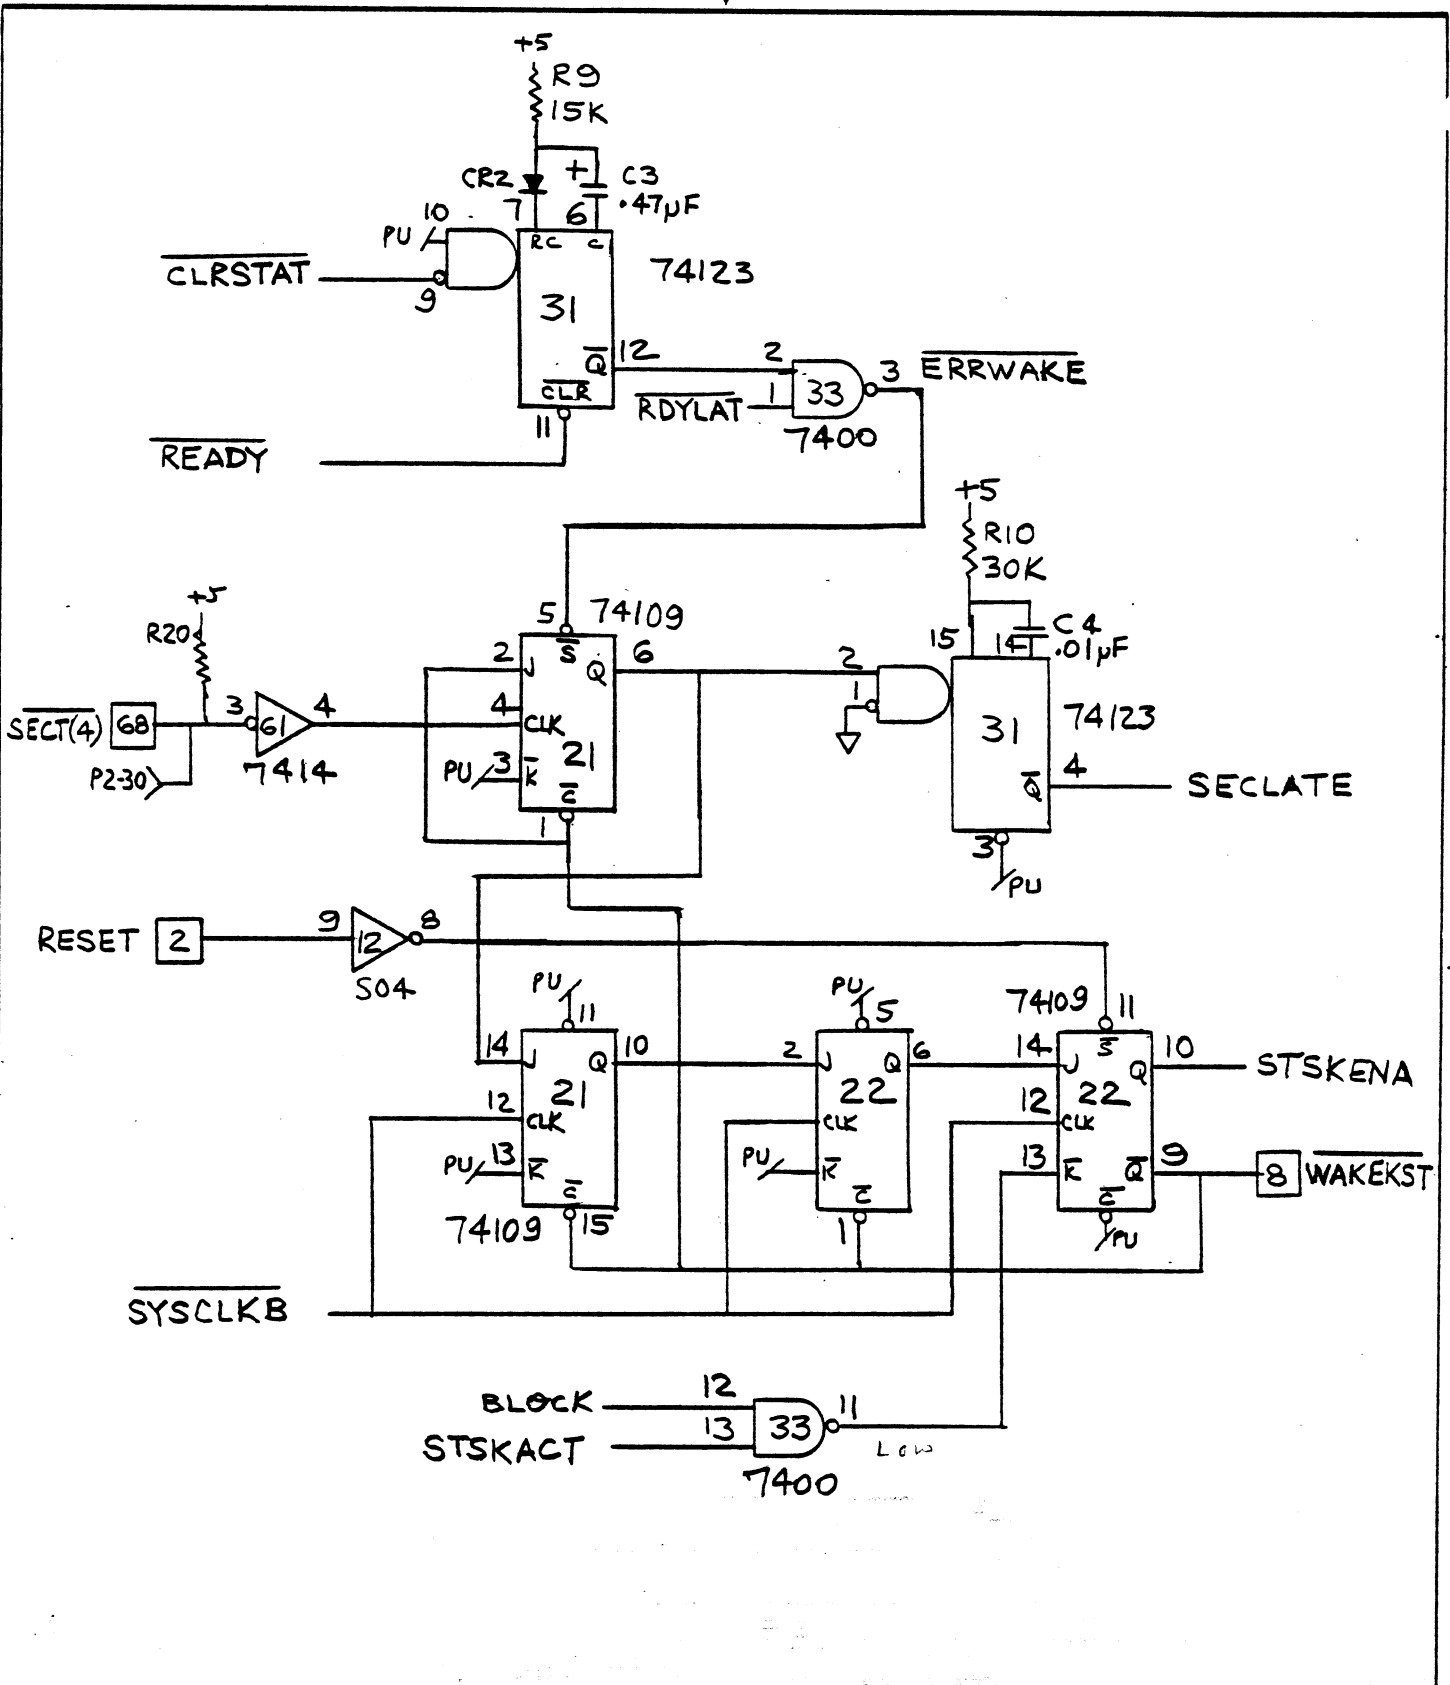 +5
R9
15K
CR2
+
C3
.47µF
10
7
6
PU
RC
C
CLRSTAT
74123
9
31
Q
12
2
3
ERRWAKE
CLR
RDYLAT
1
33
11
7400
READY
+5
R10
30K
+5
5
74109
R20
2
J
S
Q
6
2
15
14
C4
.01µF
1
SECT(4)
68
3
61
4
4
CLK
31
74123
P2-30
7414
PU
3
K
21
C
Q
4
SECLATE
1
3
PU
RESET
2
9
12
8
S04
PU
11
PU
5
74109
11
14
J
Q
10
2
J
Q
6
14
J
S
Q
10
STSKENA
12
CLK
21
CLK
22
12
CLK
22
PU
13
K
PU
K
13
K
Q
9
8
WAKEKST
C
15
C
1
C
PU
74109
SYSCLKB
BLOCK
12
11
STSKACT
13
33
Low
7400